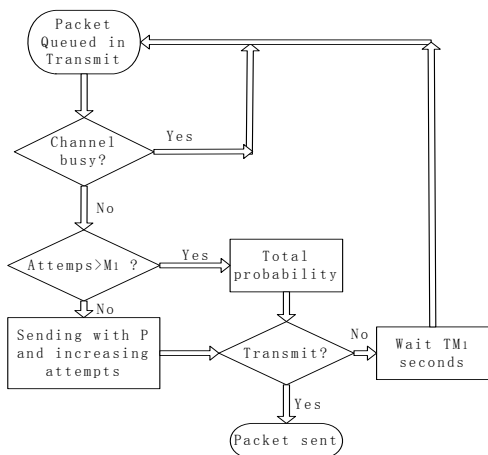 Packet
Queued in
Transmit
Channel
busy?
Yes
No
Attemps>M1 ?
Yes
Total
probability
No
Sending with P
and increasing
attempts
Transmit?
No
Wait TM1
seconds
Yes
Packet sent